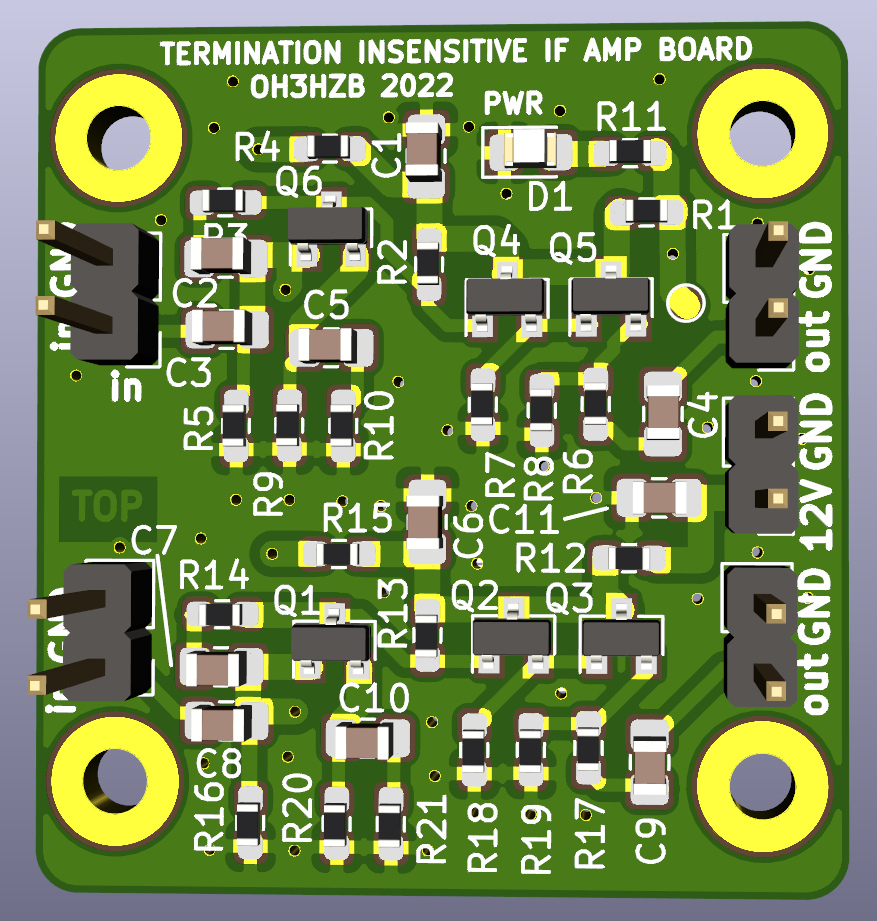 TERMINATION INSENSITIVE IF AMP BOARD
OH3HZB 2022
PWR
R11
R4
C1
Q6
D1
R1
R3
Q4
Q5
R2
GND
in
GND
out
C2
C5
C3
in
R5
R10
C4
GND
12V
R9
R7
R8
R6
TOP
C7
R15
C6
C11
R12
R14
Q1
R13
Q2
Q3
GND
in
GND
out
C10
C8
R16
R20
R21
R18
R19
R17
C9